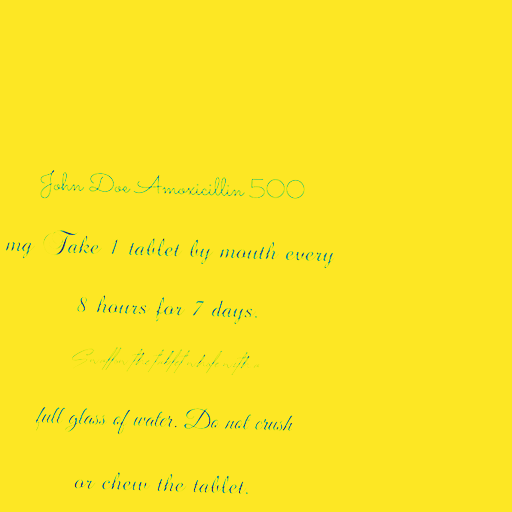 John Doe Amoxicillin 500
mg Take 1 tablet by mouth every
8 hours for 7 days.
full glass of water. Do not crush
or chew the tablet.